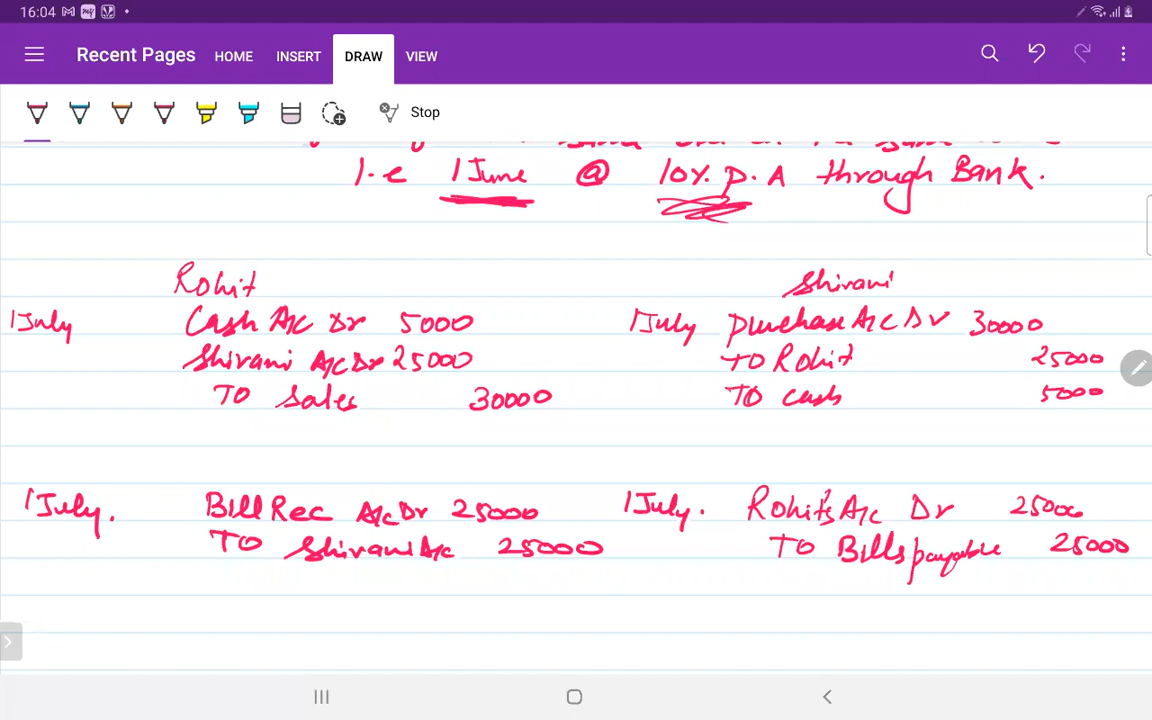 16:04
Recent Pages HOME INSERT DRAW VIEW
Stop
I.e 1 June @ 10%. P.A through Bank.
Rohit
1 July Cash A/c Dr 5000
Shivani A/c Dr 25000
To Sales 30000
Shivani
1 July purchase A/c Dr 30000
To Rohit 25000
To cash 5000
1 July. Bill Rec A/c Dr 25000
To Shivani A/c 25000
1 July. Rohit's A/c Dr 25000
To Bills payable 25000